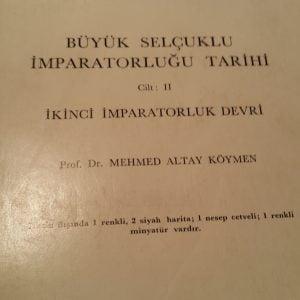 BÜYÜK SELÇUKLU
İMPARATORLUĞU TARİHİ
Cilt: II
İKİNCİ İMPARATORLUK DEVRİ
Prof. Dr. MEHMED ALTAY KÖYMEN
dışında 1 renkli, 2 siyah harita; 1 nesep cetveli; 1 renkli
minyatür vardır.